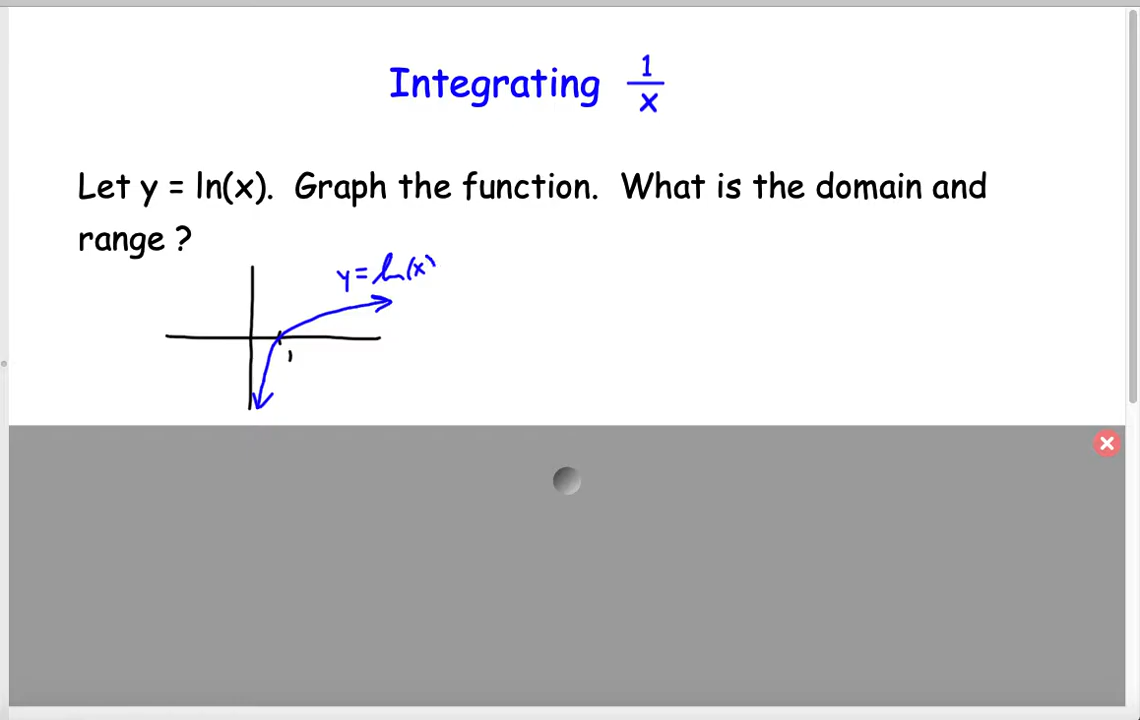 Integrating 1/x
Let y = ln(x). Graph the function. What is the domain and
range ?
y = ln(x)
1